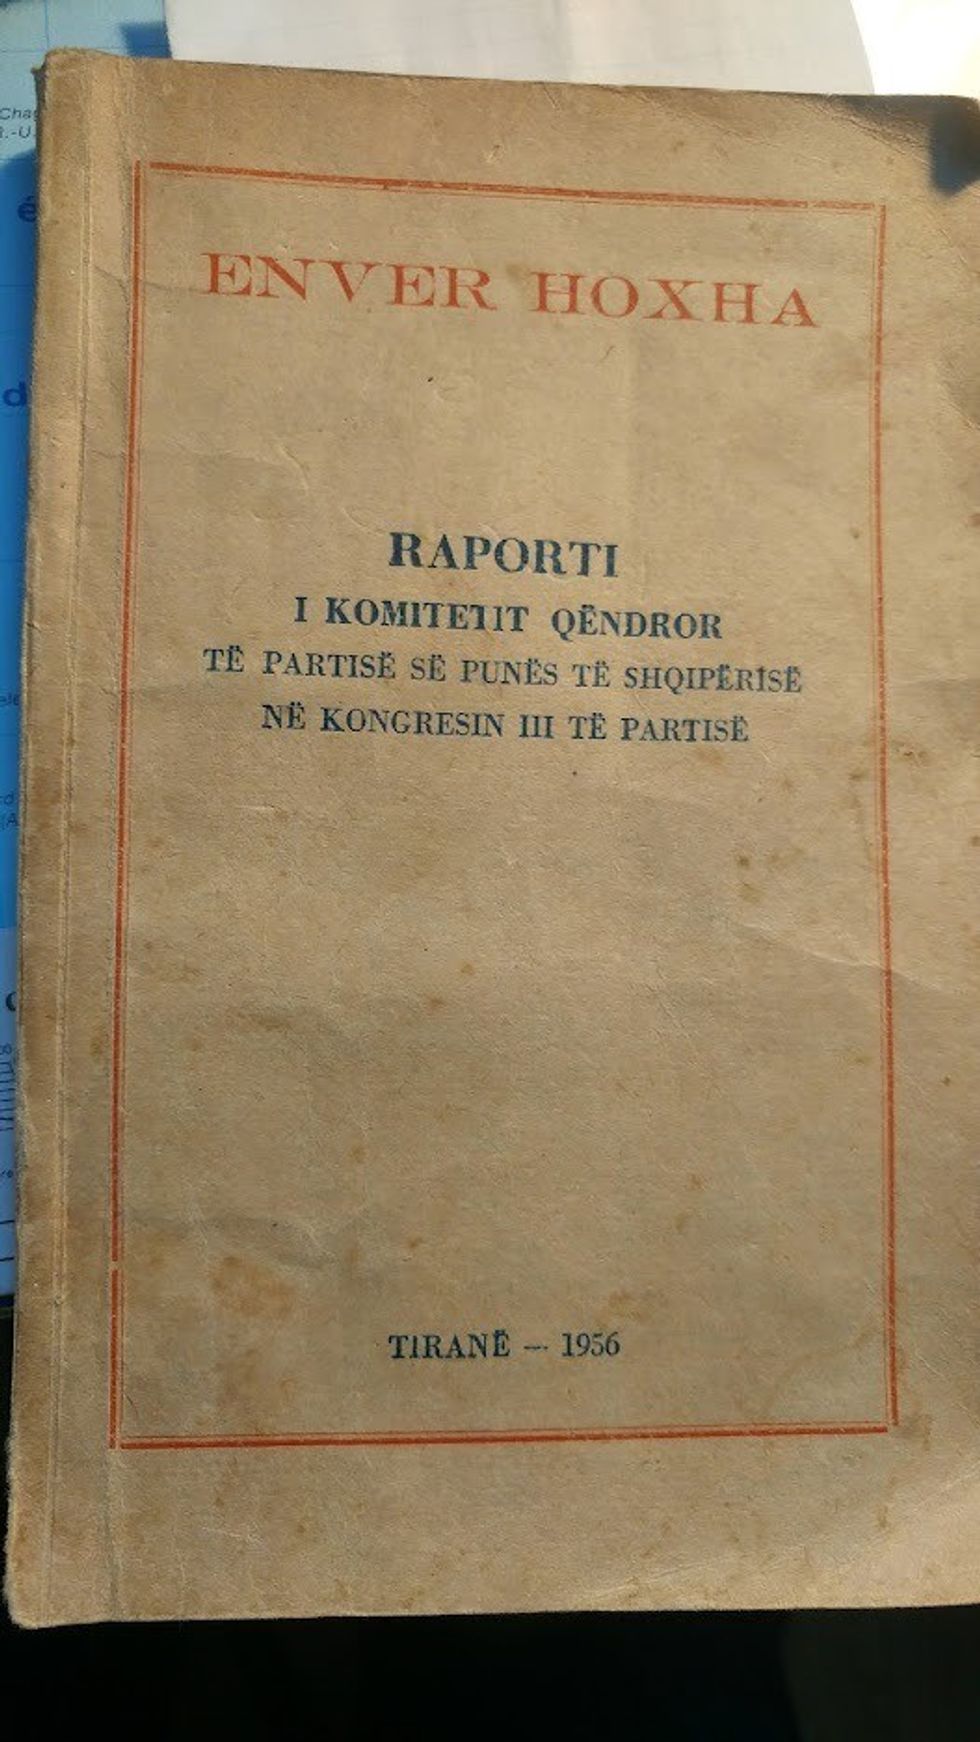 ENVER HOXHA
RAPORTI
I KOMITETIT QËNDROR
TË PARTISË SË PUNËS TË SHQIPËRISË
NË KONGRESIN III TË PARTISË
TIRANË — 1956